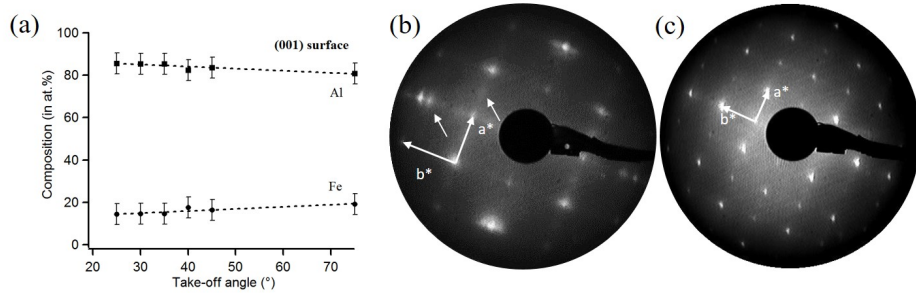 (a)
100
80
60
40
20
0
Composition (in at.%)
(001) surface
Al
Fe
20 30 40 50 60 70
Take-off angle (°)
(b)
a*
b*
(c)
a*
b*